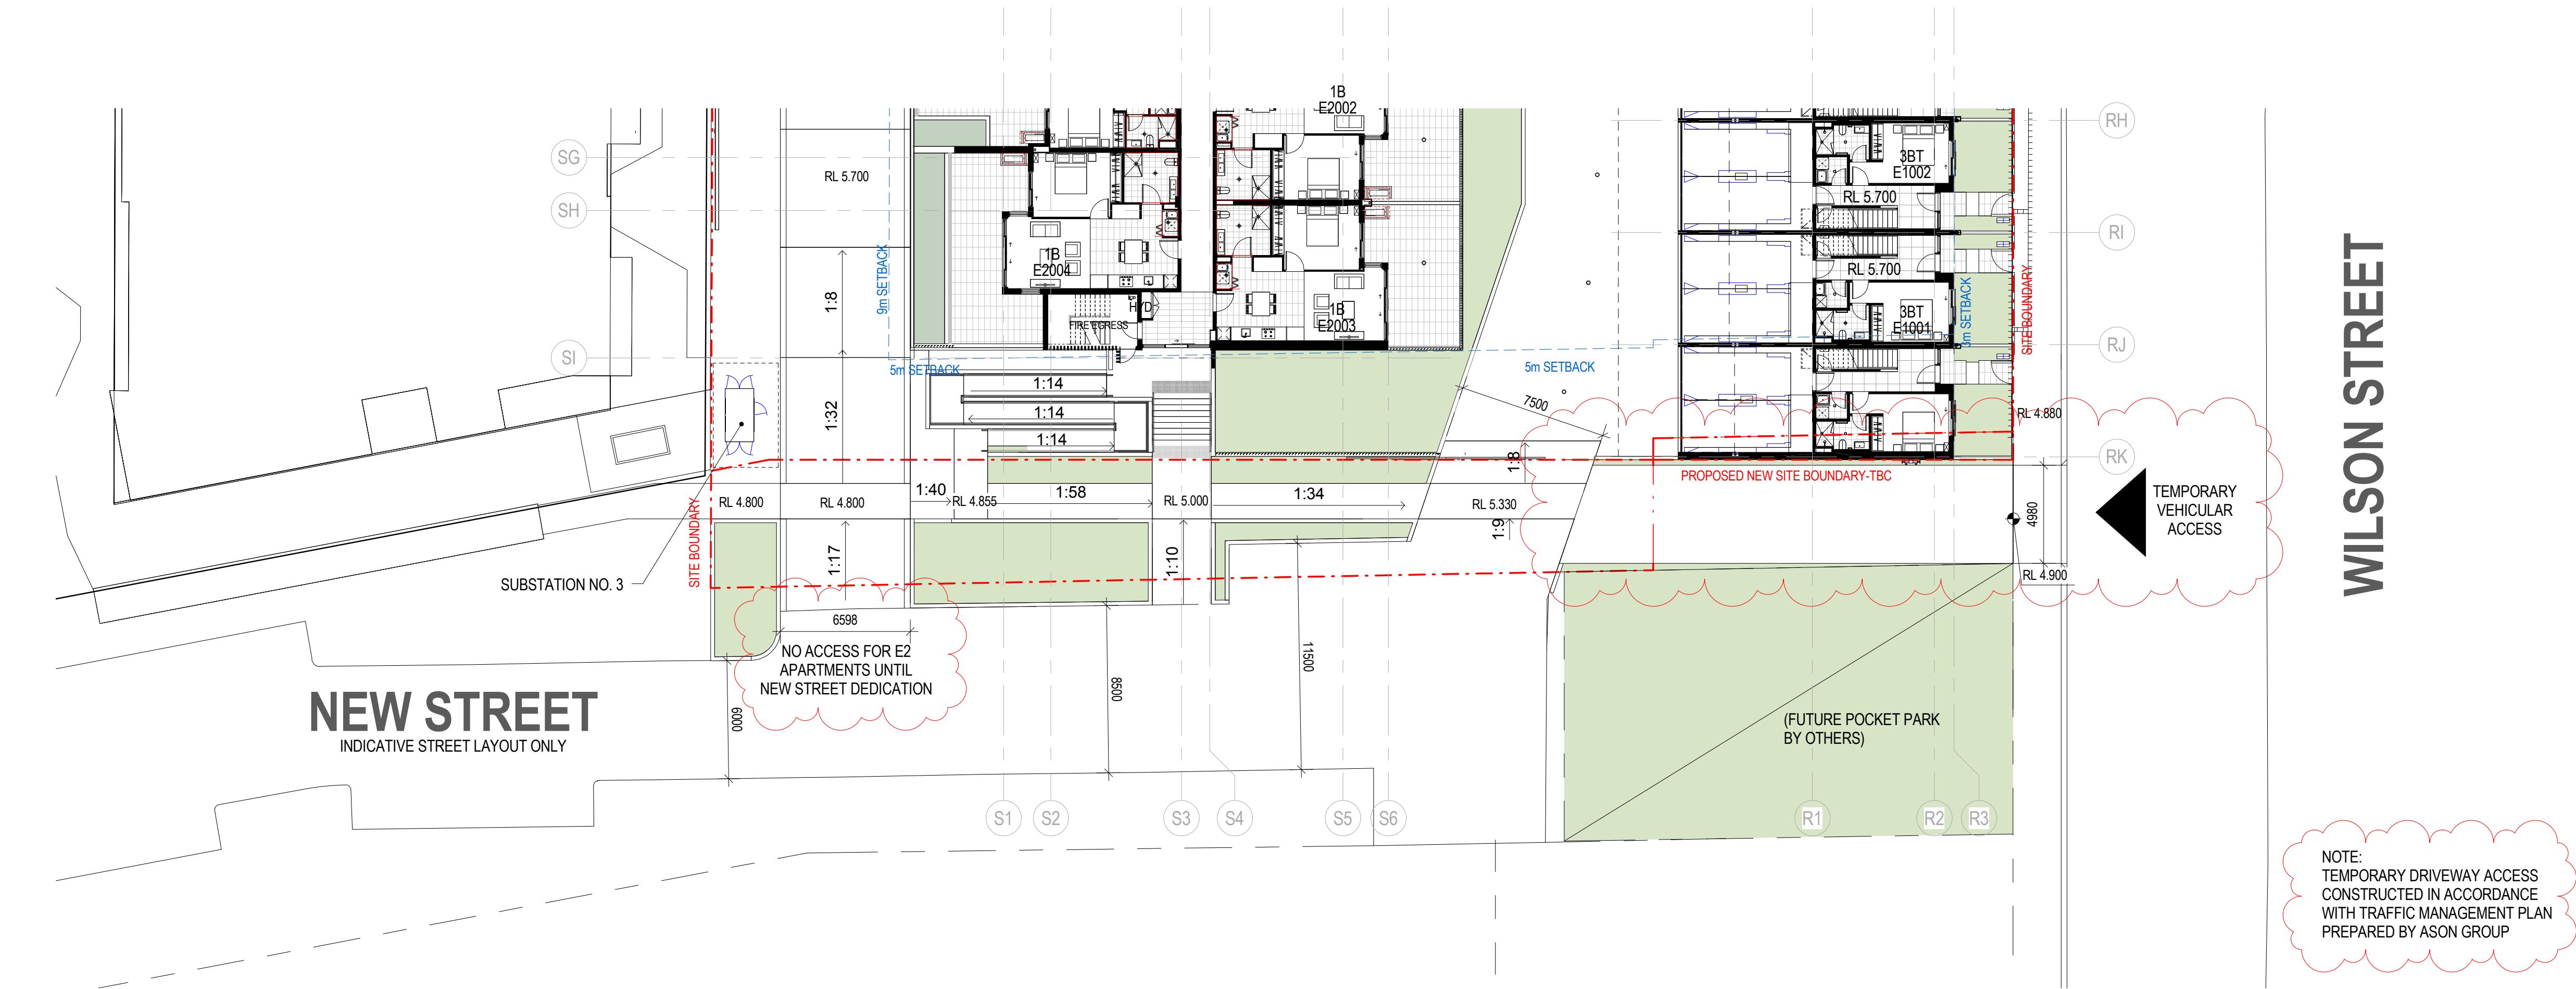 1B
E2002
RH
SG
RL 5.700
3BT
E1002
SH
RL 5.700
RI
9m SETBACK
1B
E2004
RL 5.700
1:8
HYD
FIRE EGRESS
1B
E2003
3BT
E1001
3m SETBACK
SITE BOUNDARY
RJ
SI
5m SETBACK
5m SETBACK
1:14
1:14
1:14
1:32
7500
RL 4.880
RK
1:8
PROPOSED NEW SITE BOUNDARY-TBC
WILSON STREET
TEMPORARY
VEHICULAR
ACCESS
RL 4.800
RL 4.800
1:40
RL 4.855
1:58
RL 5.000
1:34
RL 5.330
1:9
4980
SITE BOUNDARY
1:17
1:10
RL 4.900
SUBSTATION NO. 3
6598
NO ACCESS FOR E2
APARTMENTS UNTIL
NEW STREET DEDICATION
6000
8500
11500
NEW STREET
INDICATIVE STREET LAYOUT ONLY
(FUTURE POCKET PARK
BY OTHERS)
S1
S2
S3
S4
S5
S6
R1
R2
R3
NOTE:
TEMPORARY DRIVEWAY ACCESS
CONSTRUCTED IN ACCORDANCE
WITH TRAFFIC MANAGEMENT PLAN
PREPARED BY ASON GROUP